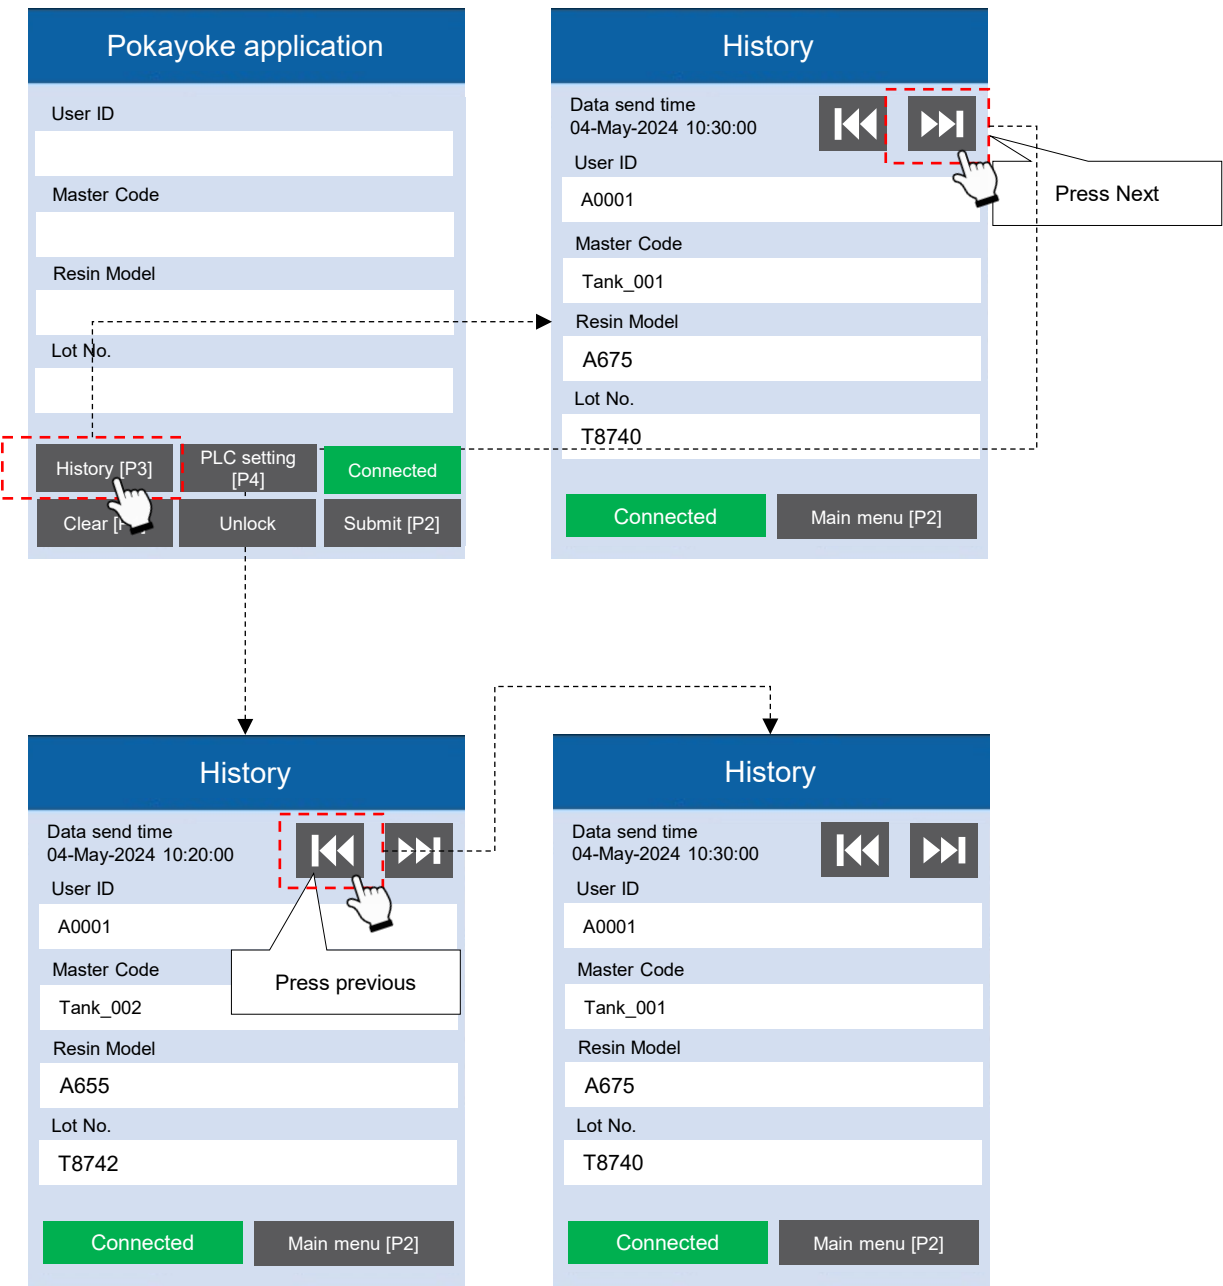 Pokayoke application
User ID
Master Code
Resin Model
Lot No.
History [P3]
PLC setting
[P4]
Connected
Clear [
Unlock
Submit [P2]
History
Data send time
04-May-2024 10:30:00
User ID
A0001
Master Code
Tank_001
Resin Model
A675
Lot No.
T8740
Connected
Main menu [P2]
Press Next
History
Data send time
04-May-2024 10:20:00
User ID
A0001
Master Code
Tank_002
Resin Model
A655
Lot No.
T8742
Connected
Main menu [P2]
Press previous
History
Data send time
04-May-2024 10:30:00
User ID
A0001
Master Code
Tank_001
Resin Model
A675
Lot No.
T8740
Connected
Main menu [P2]